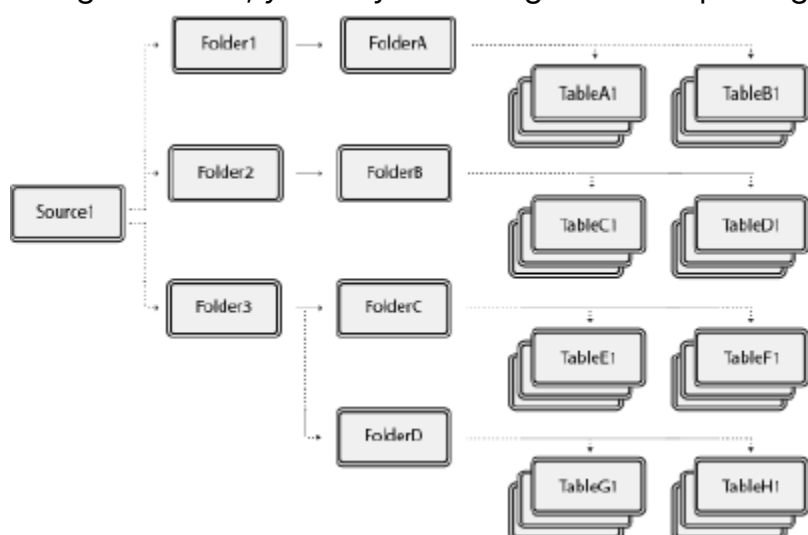 Folder1
FolderA
TableA1
TableB1
Folder2
FolderB
Source1
TableC1
TableD1
Folder3
FolderC
TableE1
TableF1
FolderD
TableG1
TableH1